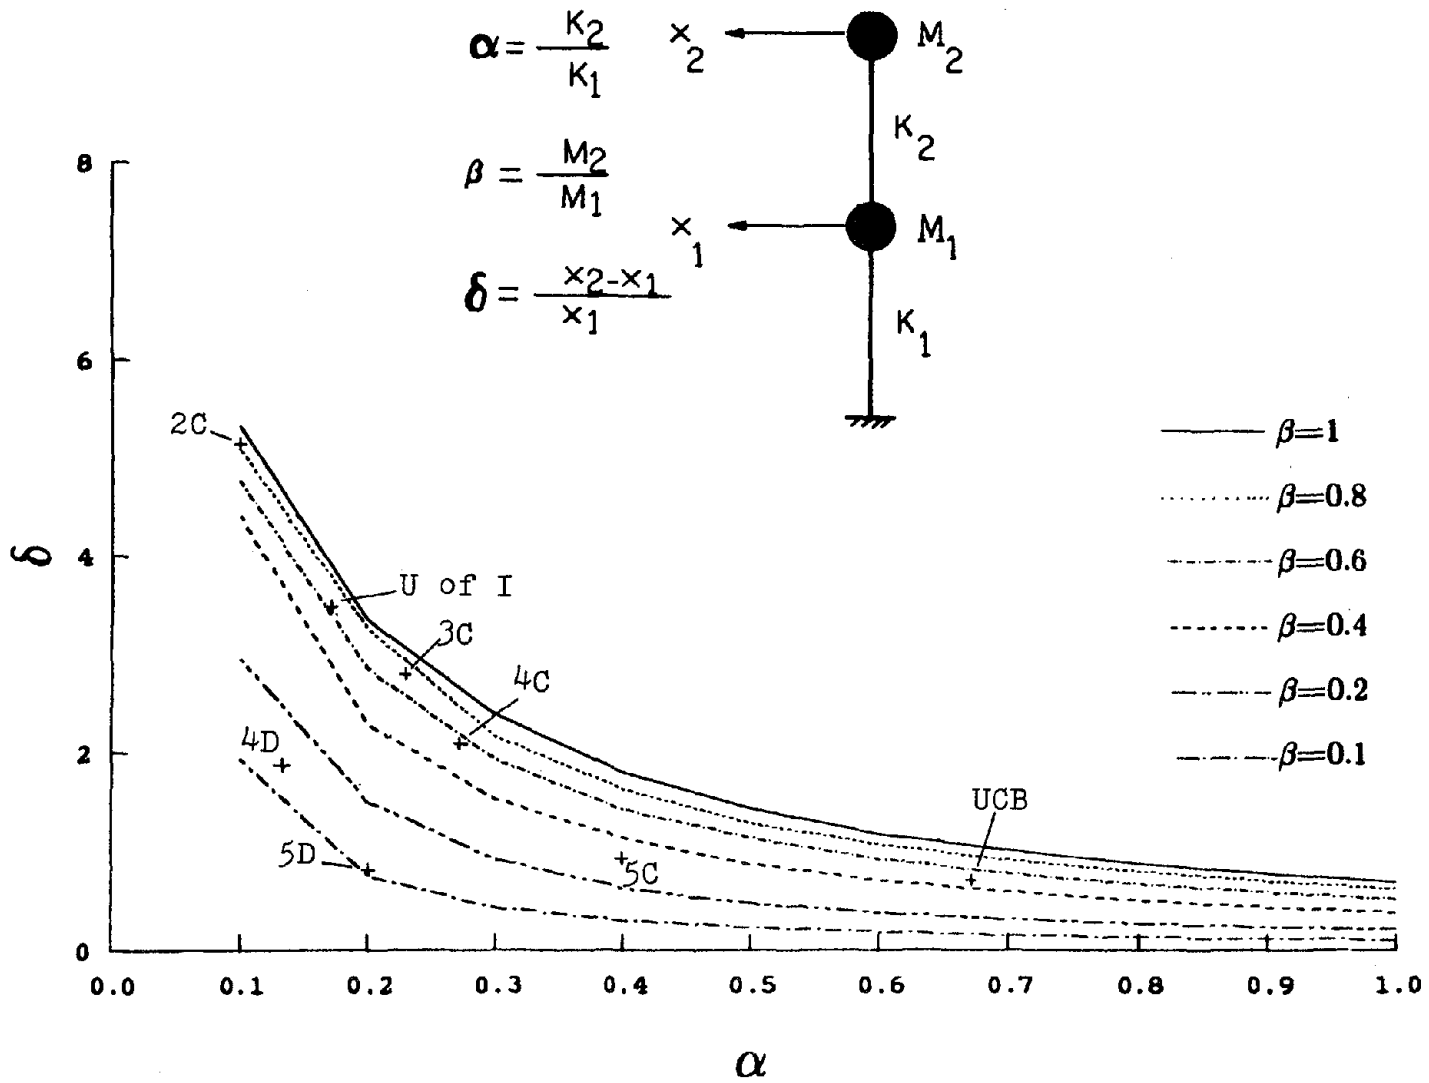 α = K2 / K1
x2
M2
K2
β = M2 / M1
x1
M1
δ = x2-x1 / x1
K1
8
6
4
2
0
δ
2C
U of I
3C
4C
4D
5D
5C
UCB
β=1
β=0.8
β=0.6
β=0.4
β=0.2
β=0.1
0.0 0.1 0.2 0.3 0.4 0.5 0.6 0.7 0.8 0.9 1.0
α